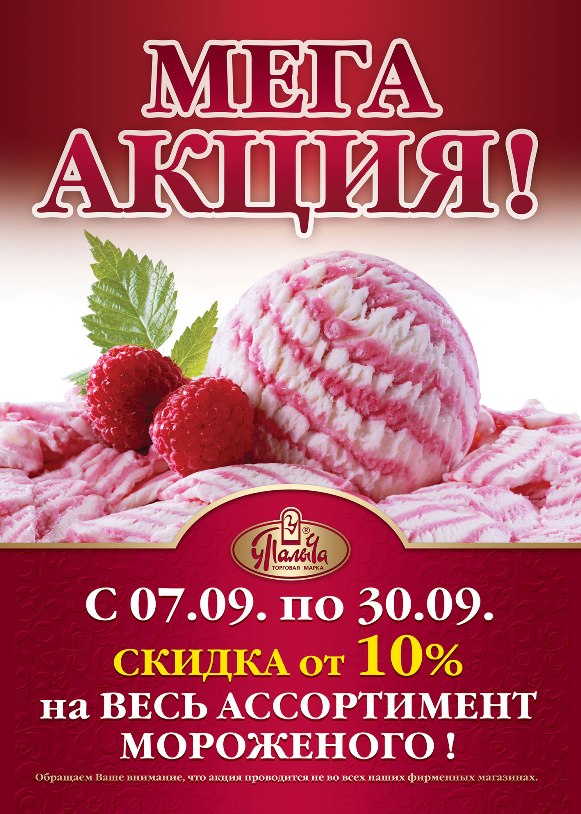 МЕГА
АКЦИЯ!
У Палыча ®
ТОРГОВАЯ МАРКА
С 07.09. по 30.09.
СКИДКА от 10%
на ВЕСЬ АССОРТИМЕНТ
МОРОЖЕНОГО !
Обращаем Ваше внимание, что акция проводится не во всех наших фирменных магазинах.